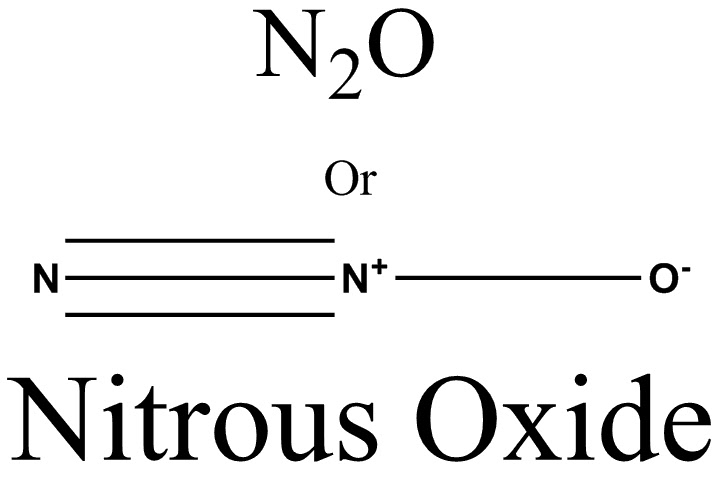 N₂O
Or
N≡N⁺—O⁻
Nitrous Oxide